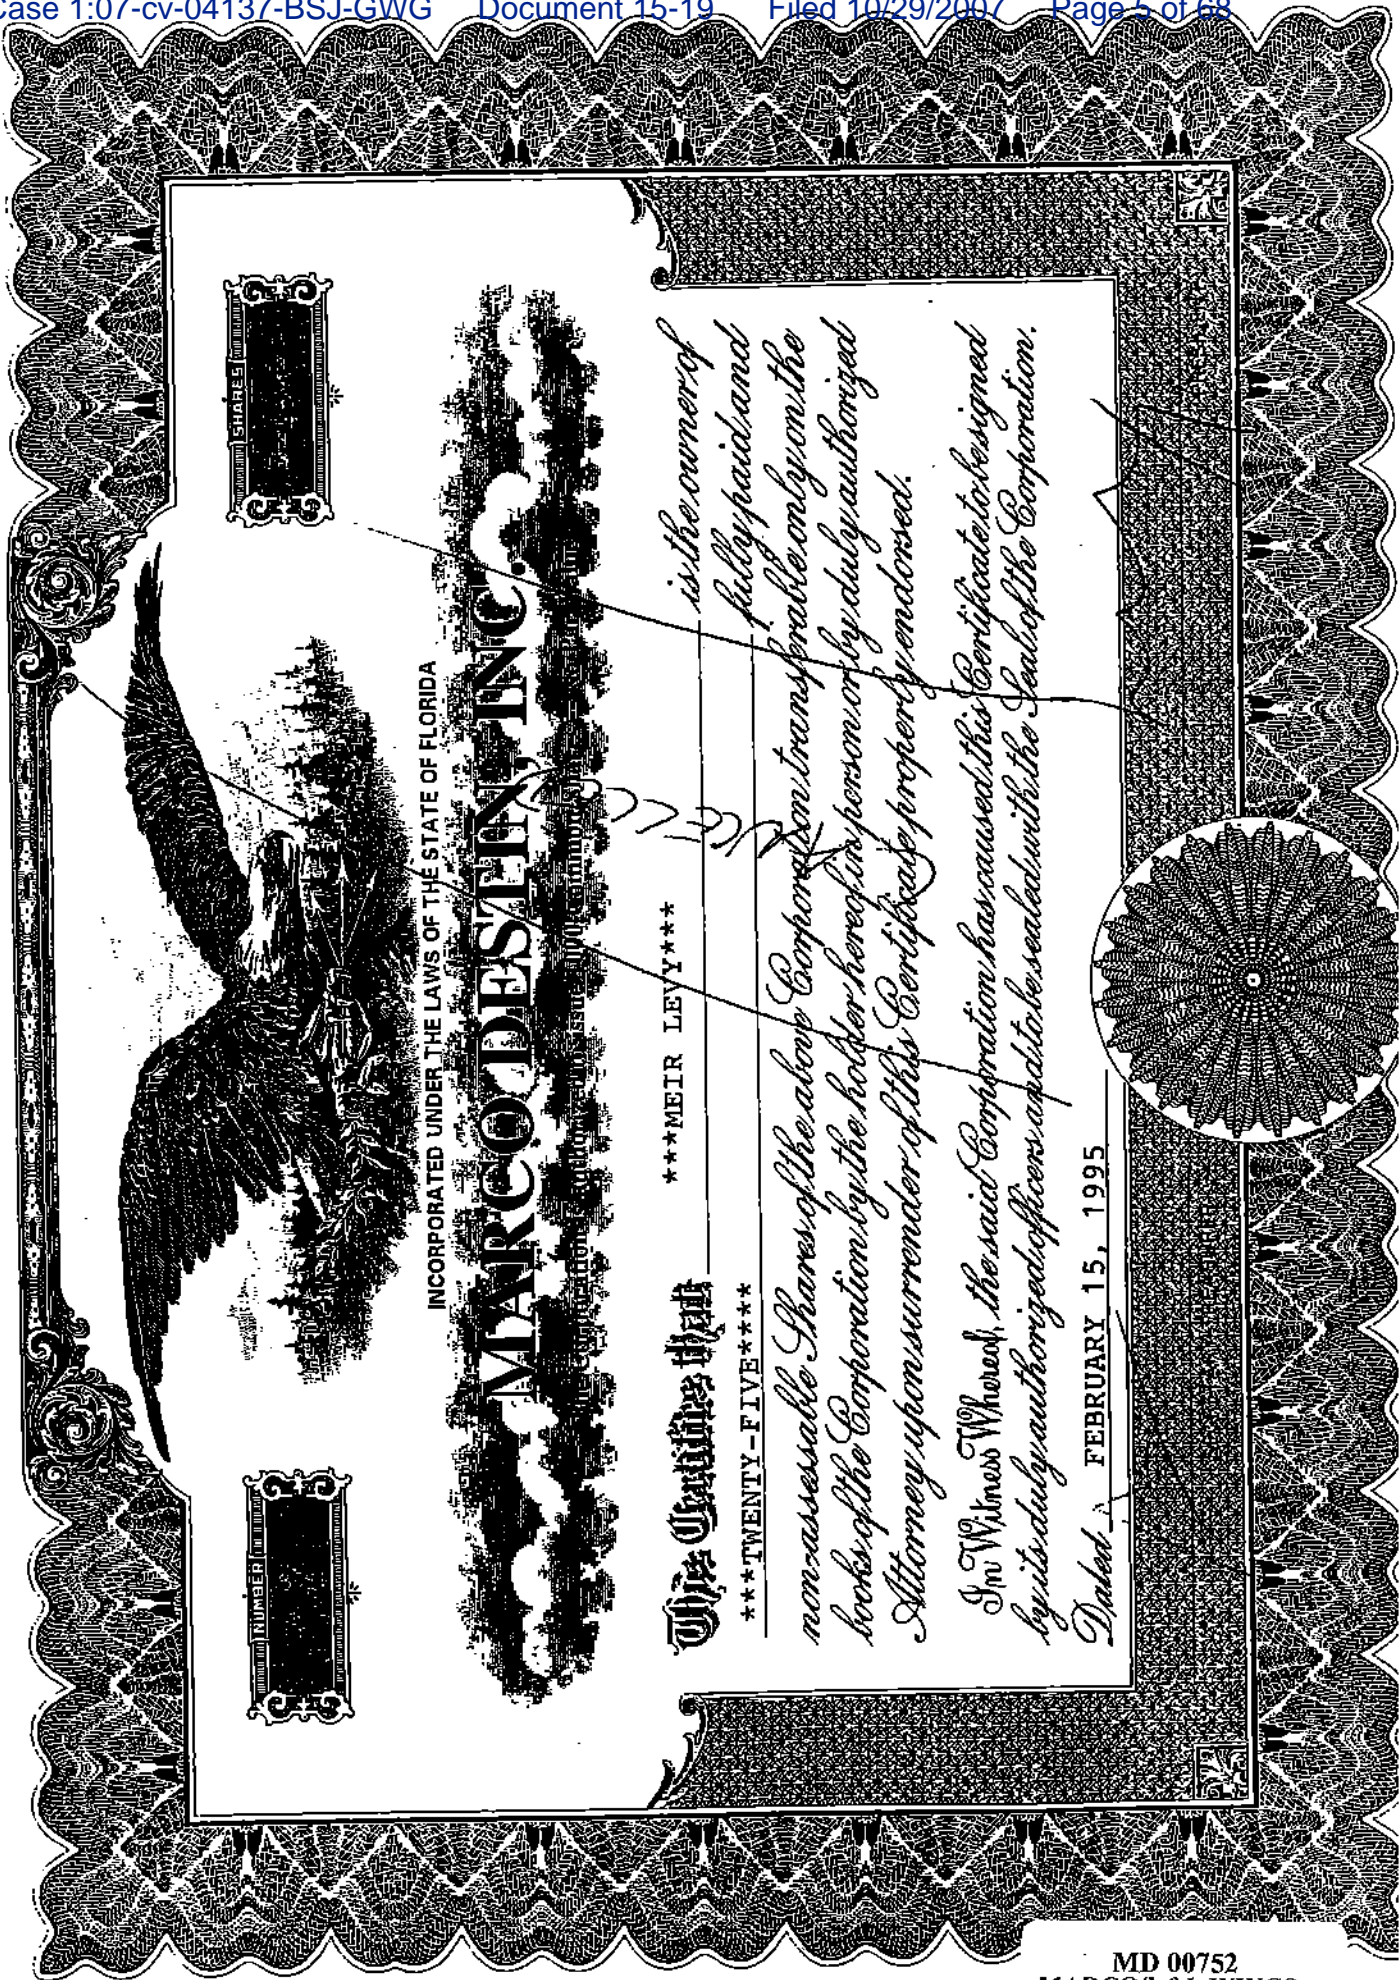 Case 1:07-cv-04137-BSJ-GWG Document 15-19 Filed 10/29/2007 Page 5 of 68
NUMBER
SHARES
INCORPORATED UNDER THE LAWS OF THE STATE OF FLORIDA
MARCO DESTIN, INC.
This Certifies that ***MEIR LEVY*** is the owner of
****TWENTY-FIVE***** fully paid and
non-assessable Shares of the above Corporation transferable only on the
books of the Corporation by the holder hereof in person or by duly authorized
Attorney upon surrender of this Certificate properly endorsed.
In Witness Whereof, the said Corporation has caused this Certificate to be signed
by its duly authorized officers and to be sealed with the Seal of the Corporation.
Dated FEBRUARY 15, 1995
MD 00752